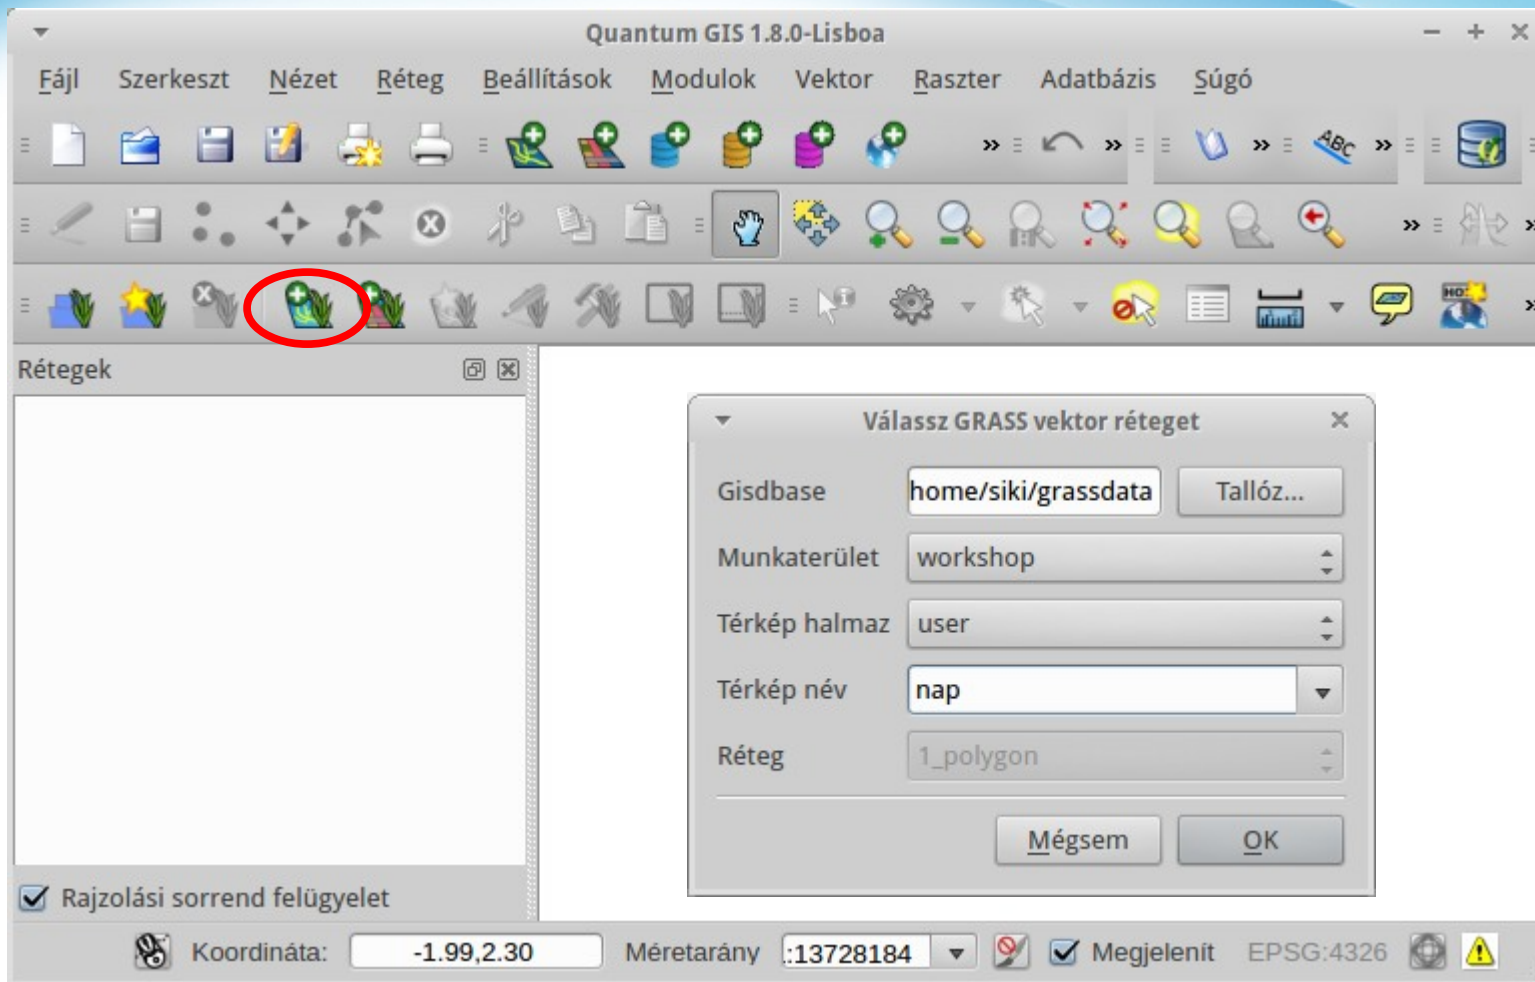 Quantum GIS 1.8.0-Lisboa
Fájl Szerkeszt Nézet Réteg Beállítások Modulok Vektor Raszter Adatbázis Súgó
ABC
Rétegek
Válassz GRASS vektor réteget
Gisdbase home/siki/grassdata Tallóz...
Munkaterület workshop
Térkép halmaz user
Térkép név nap
Réteg 1_polygon
Mégsem OK
Rajzolási sorrend felügyelet
Koordináta: -1.99,2.30 Méretarány .:13728184 Megjelenít EPSG:4326